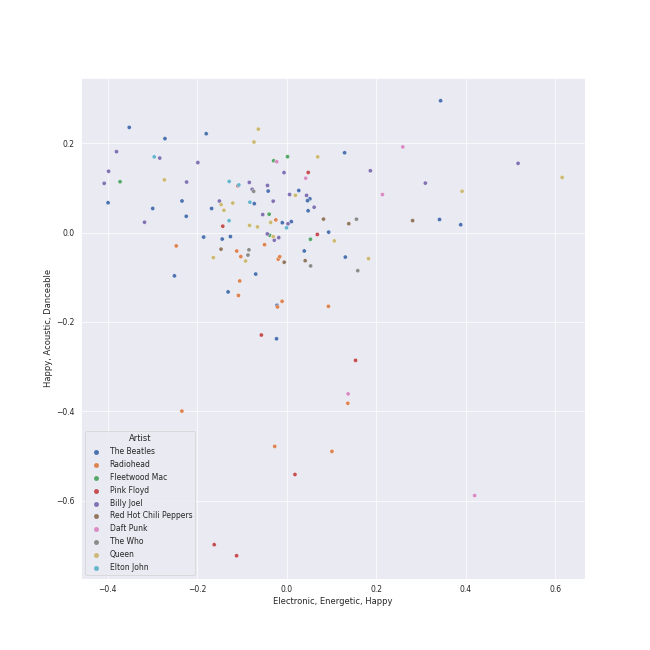 0.2
0.0
−0.2
−0.4
−0.6
Happy, Acoustic, Danceable
Artist
The Beatles
Radiohead
Fleetwood Mac
Pink Floyd
Billy Joel
Red Hot Chili Peppers
Daft Punk
The Who
Queen
Elton John
−0.4 −0.2 0.0 0.2 0.4 0.6
Electronic, Energetic, Happy